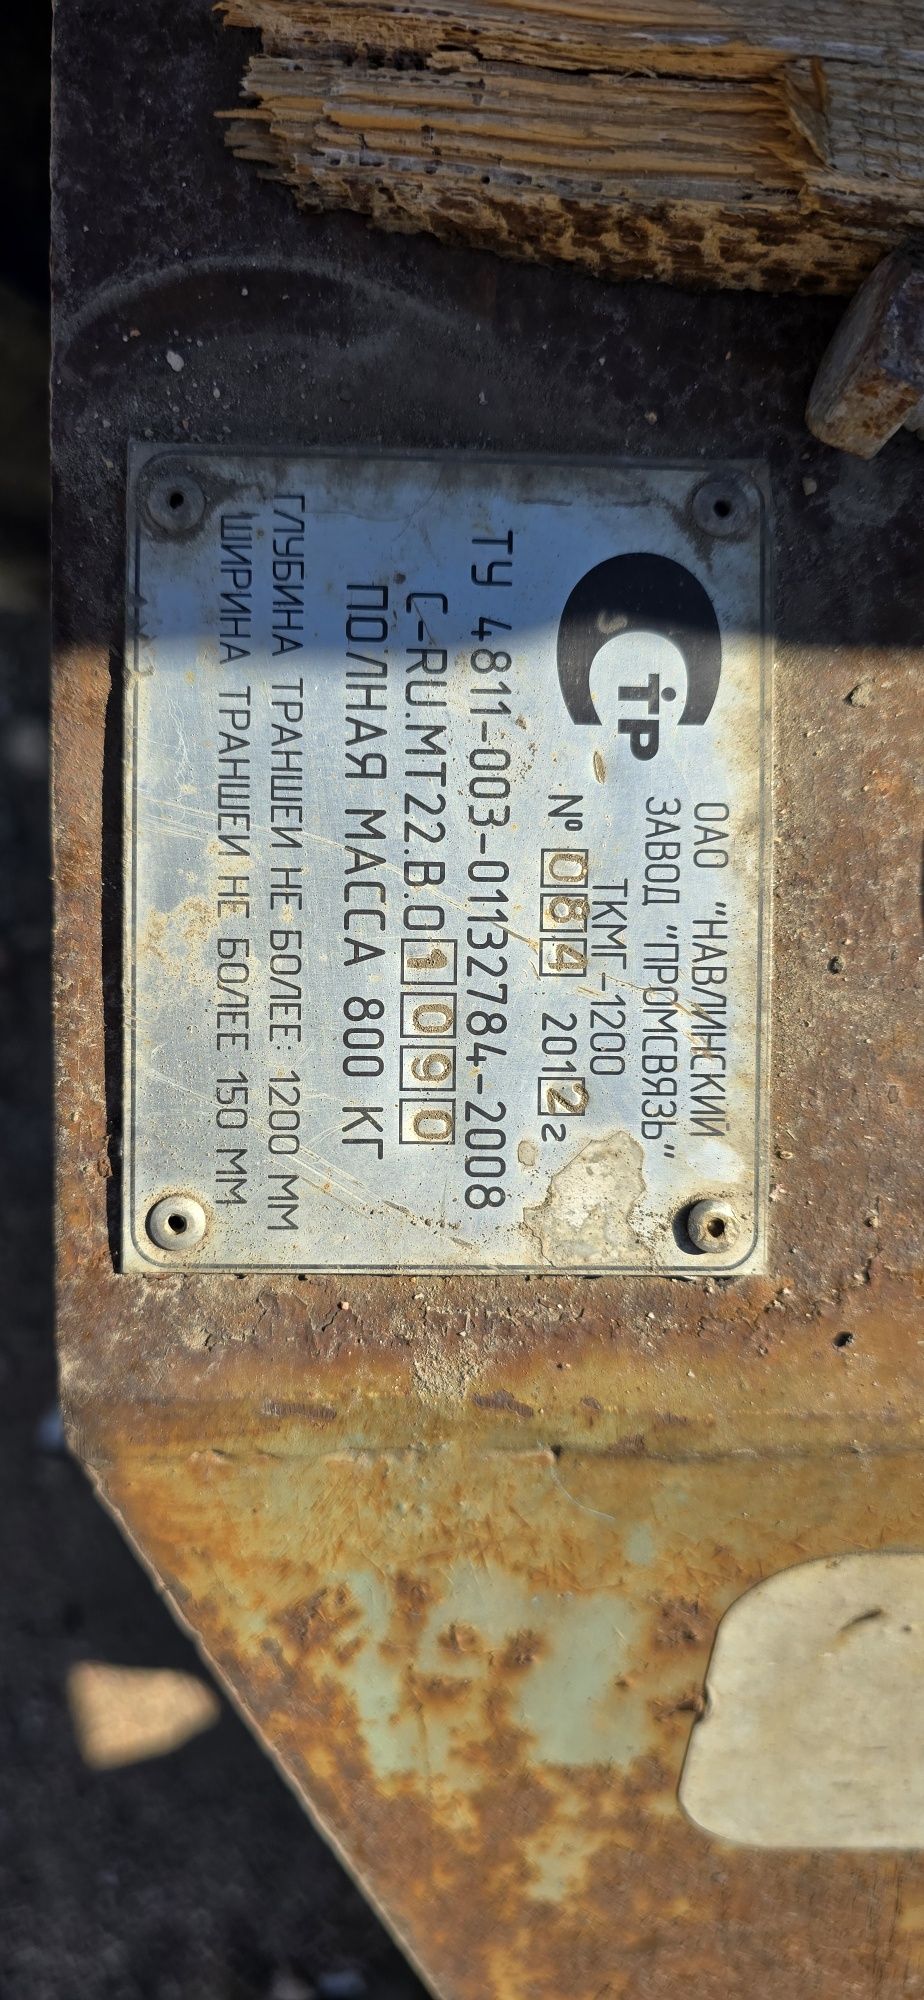 СТР
ОАО "НАВЛИНСКИЙ
ЗАВОД "ПРОМСВЯЗЬ"
ТКМГ-1200
№ 084 2012г
ТУ 4811-003-01132784-2008
C-RU.МТ22.В.01090
ПОЛНАЯ МАССА 800 КГ
ГЛУБИНА ТРАНШЕИ НЕ БОЛЕЕ: 1200 ММ
ШИРИНА ТРАНШЕИ НЕ БОЛЕЕ 150 ММ